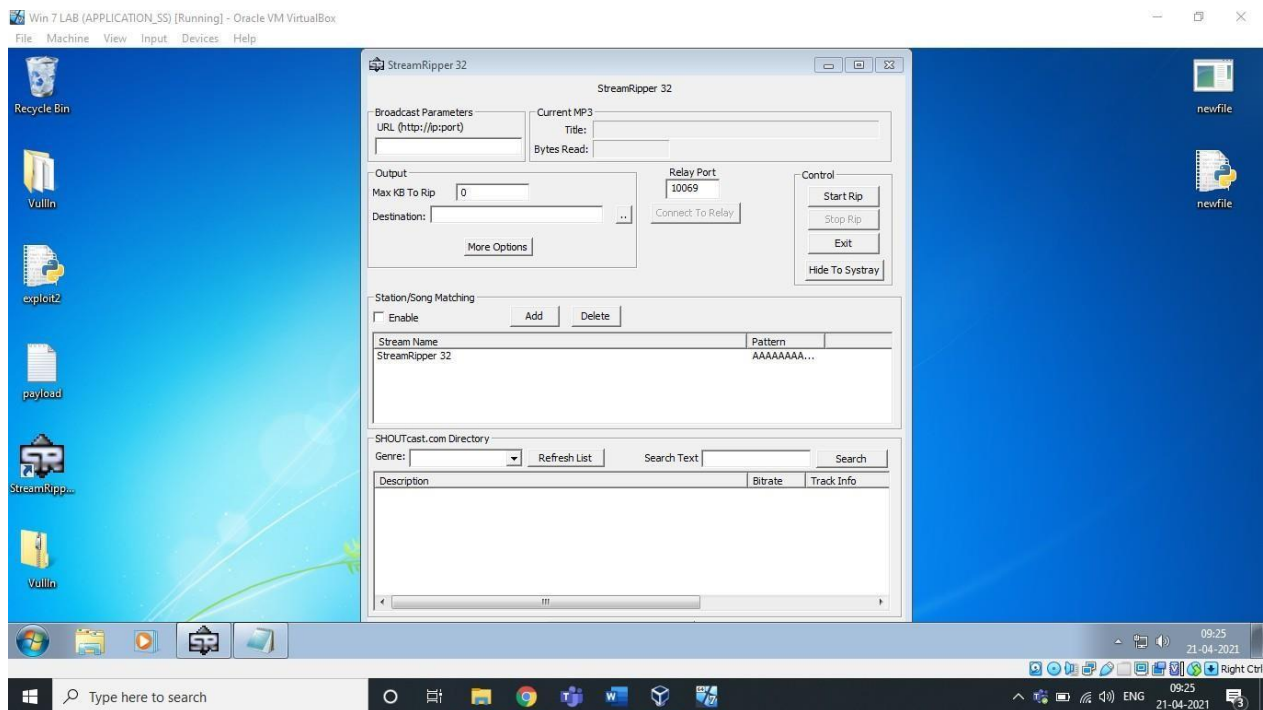 Win 7 LAB (APPLICATION_SS) [Running] - Oracle VM VirtualBox
File Machine View Input Devices Help
Recycle Bin
Vullln
exploit2
payload
StreamRipp...
Vullln
newfile
newfile
StreamRipper 32
StreamRipper 32
Broadcast Parameters
URL (http://ip:port)
Current MP3
Title:
Bytes Read:
Output
Max KB To Rip 0
Destination: ..
More Options
Relay Port
10069
Connect To Relay
Control
Start Rip
Stop Rip
Exit
Hide To Systray
Station/Song Matching
Enable Add Delete
Stream Name Pattern
StreamRipper 32 AAAAAAAA...
SHOUTcast.com Directory
Genre: Refresh List Search Text Search
Description Bitrate Track Info
09:25
21-04-2021
Right Ctrl
Type here to search
ENG
09:25
21-04-2021
3